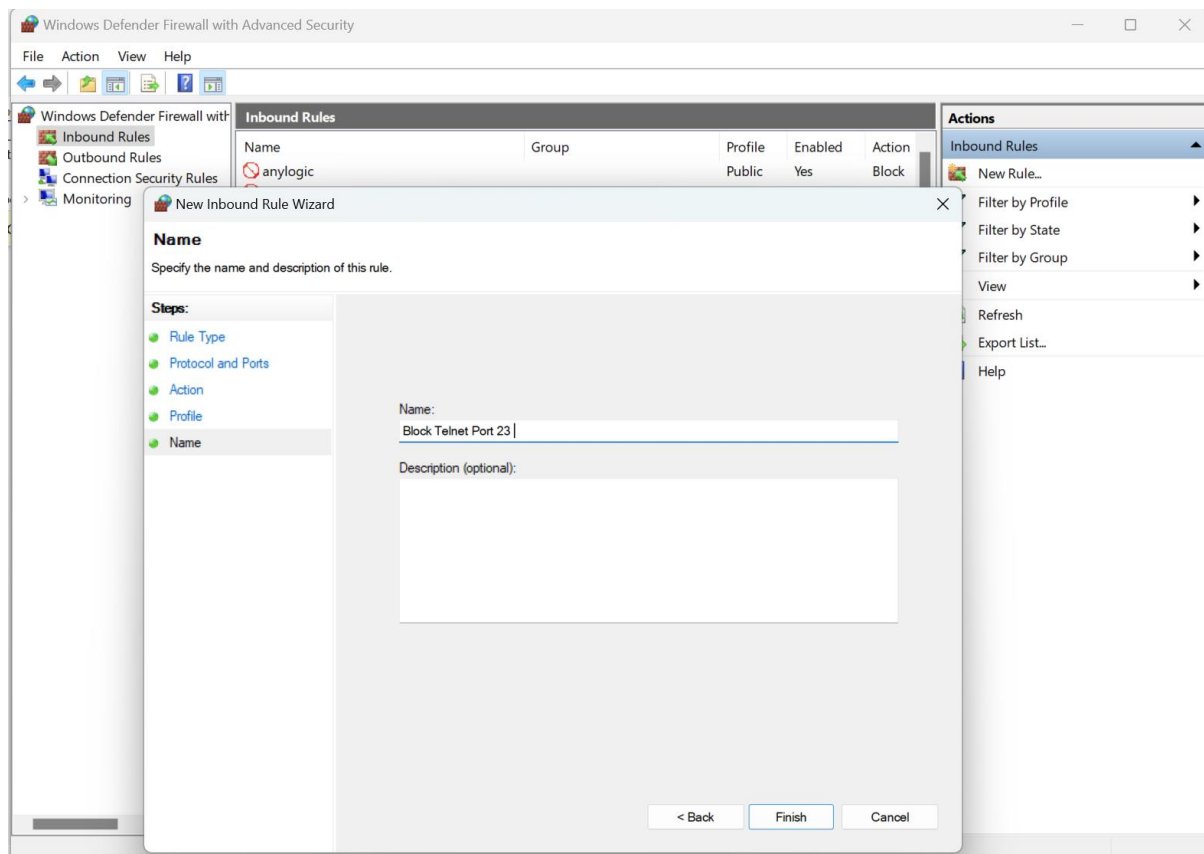 Windows Defender Firewall with Advanced Security
File Action View Help
Windows Defender Firewall with
Inbound Rules
Outbound Rules
Connection Security Rules
Monitoring
Inbound Rules
Name Group Profile Enabled Action
anylogic Public Yes Block
New Inbound Rule Wizard
Name
Specify the name and description of this rule.
Steps:
Rule Type
Protocol and Ports
Action
Profile
Name
Name:
Block Telnet Port 23
Description (optional):
< Back Finish Cancel
Actions
Inbound Rules
New Rule...
Filter by Profile
Filter by State
Filter by Group
View
Refresh
Export List...
Help